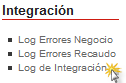 Integración
Log Errores Negocio
Log Errores Recaudo
Log de Integración